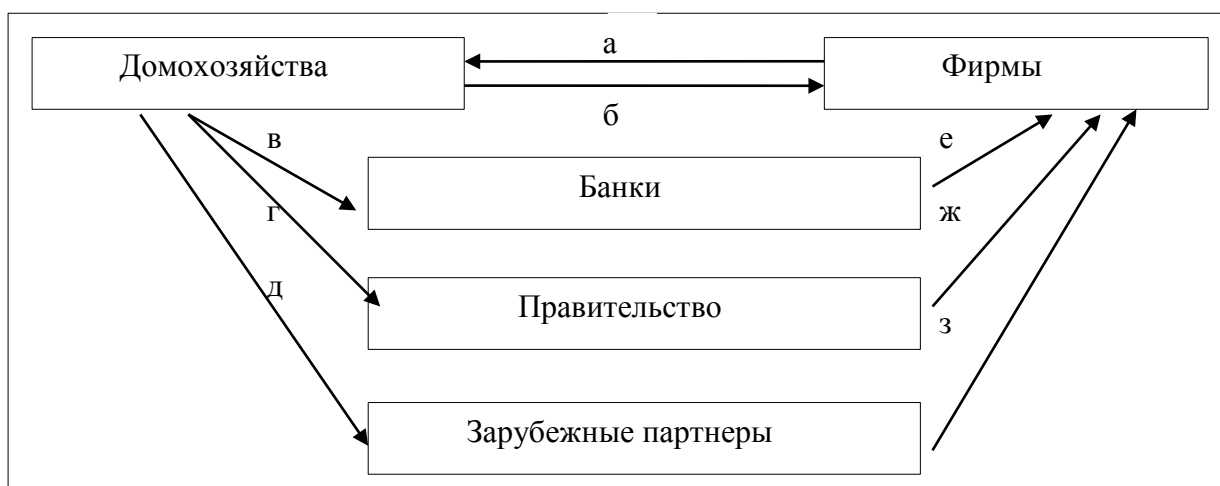 а
Домохозяйства
Фирмы
б
в
е
Банки
г
ж
д
Правительство
з
Зарубежные партнеры